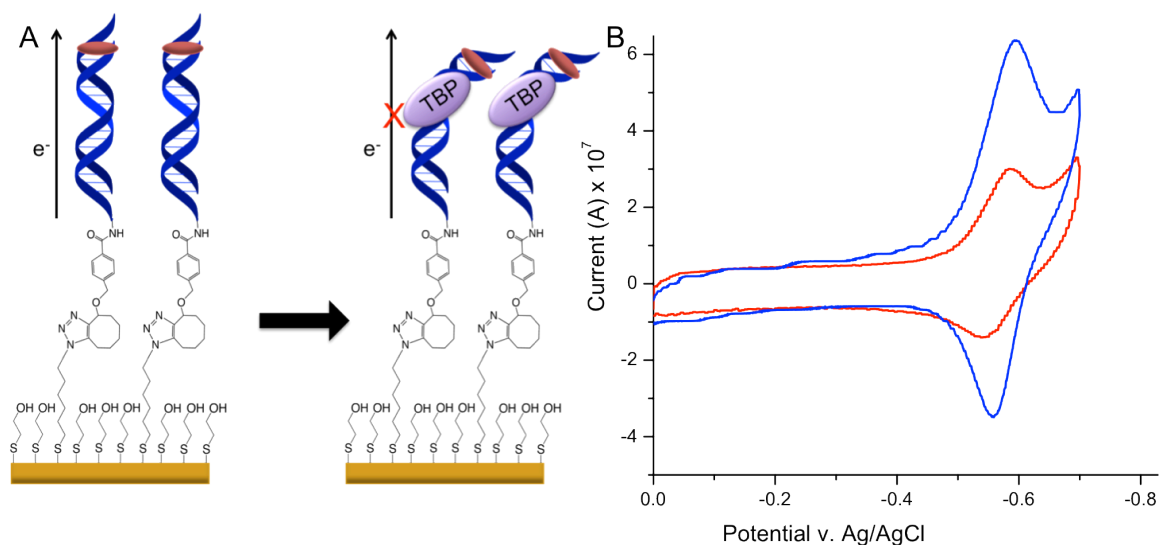 A
e-
NH
O
O
N
N
N
OH
OH
OH
OH
OH
OH
OH
S
S
S
S
S
S
S
S
S
NH
O
O
N
N
N
TBP
TBP
X
e-
NH
O
O
N
N
N
NH
O
O
N
N
N
OH
OH
OH
OH
OH
OH
OH
S
S
S
S
S
S
S
S
S
B
6
4
2
0
-2
-4
Current (A) x 10⁷
0.0 -0.2 -0.4 -0.6 -0.8
Potential v. Ag/AgCl